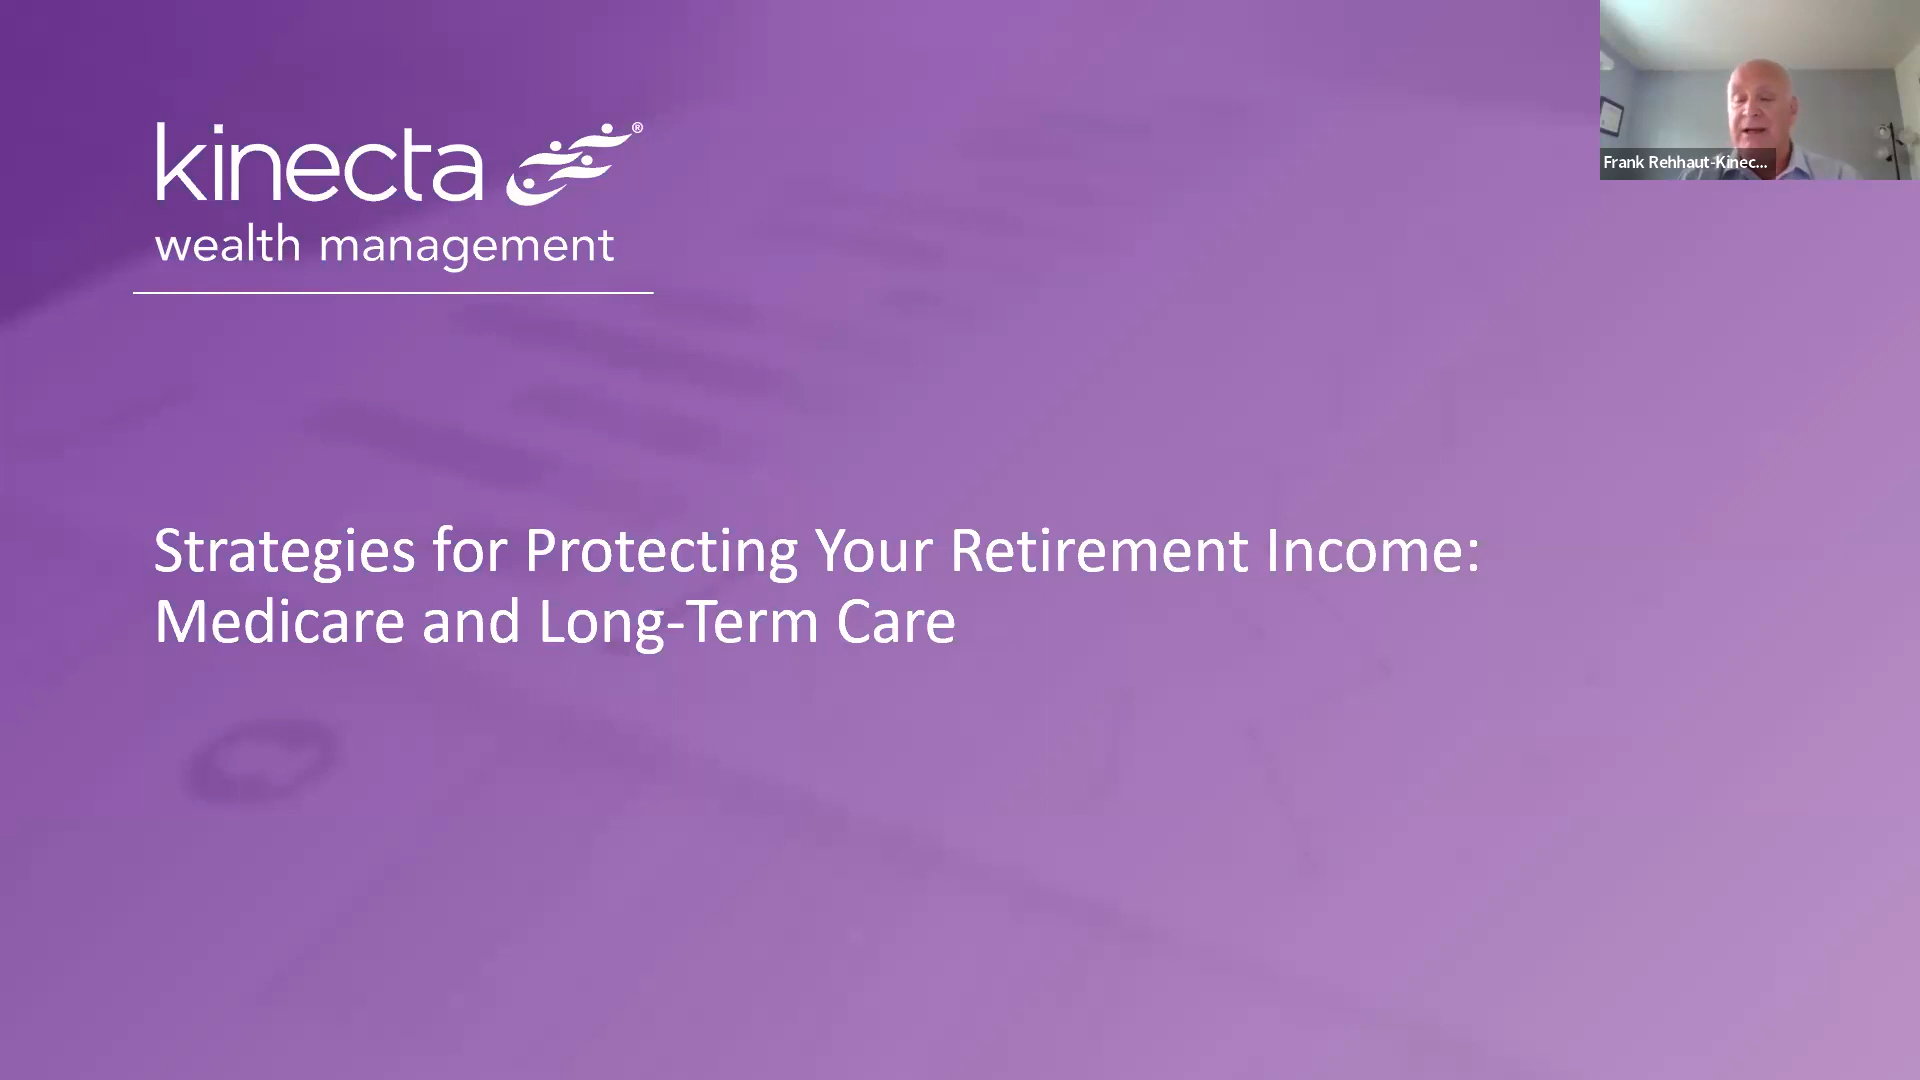 kinecta®
wealth management
Frank Rehhaut-Kinec...
Strategies for Protecting Your Retirement Income:
Medicare and Long-Term Care